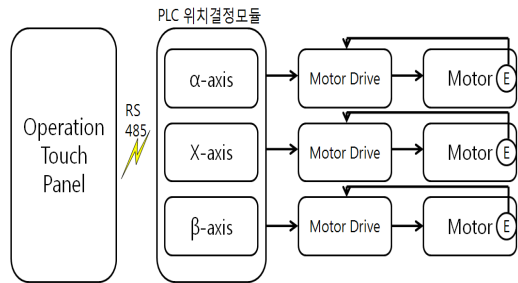 PLC 위치결정모듈
Operation
Touch
Panel
RS
485
α-axis
Motor Drive
Motor
E
X-axis
Motor Drive
Motor
E
β-axis
Motor Drive
Motor
E